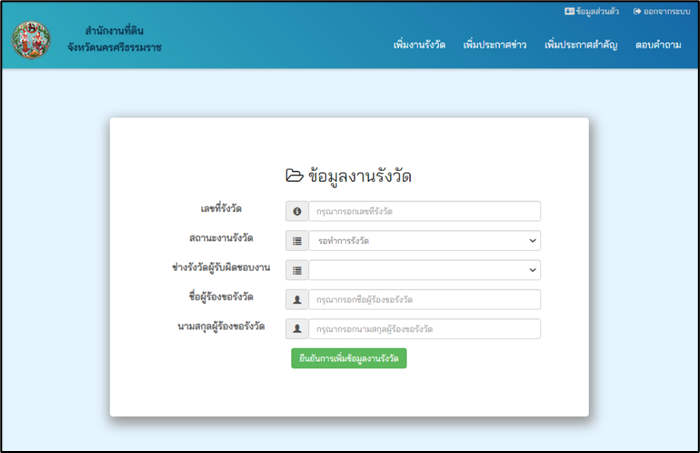 ข้อมูลส่วนตัว ออกจากระบบ
สำนักงานที่ดิน
จังหวัดนครศรีธรรมราช
เพิ่มงานรังวัด เพิ่มประกาศข่าว เพิ่มประกาศสำคัญ ตอบคำถาม
ข้อมูลงานรังวัด
เลขที่รังวัด กรุณากรอกเลขที่รังวัด
สถานะงานรังวัด รอทำการรังวัด
ช่างรังวัดผู้รับผิดชอบงาน
ชื่อผู้ร้องขอรังวัด กรุณากรอกชื่อผู้ร้องขอรังวัด
นามสกุลผู้ร้องขอรังวัด กรุณากรอกนามสกุลผู้ร้องขอรังวัด
ยืนยันการเพิ่มข้อมูลงานรังวัด